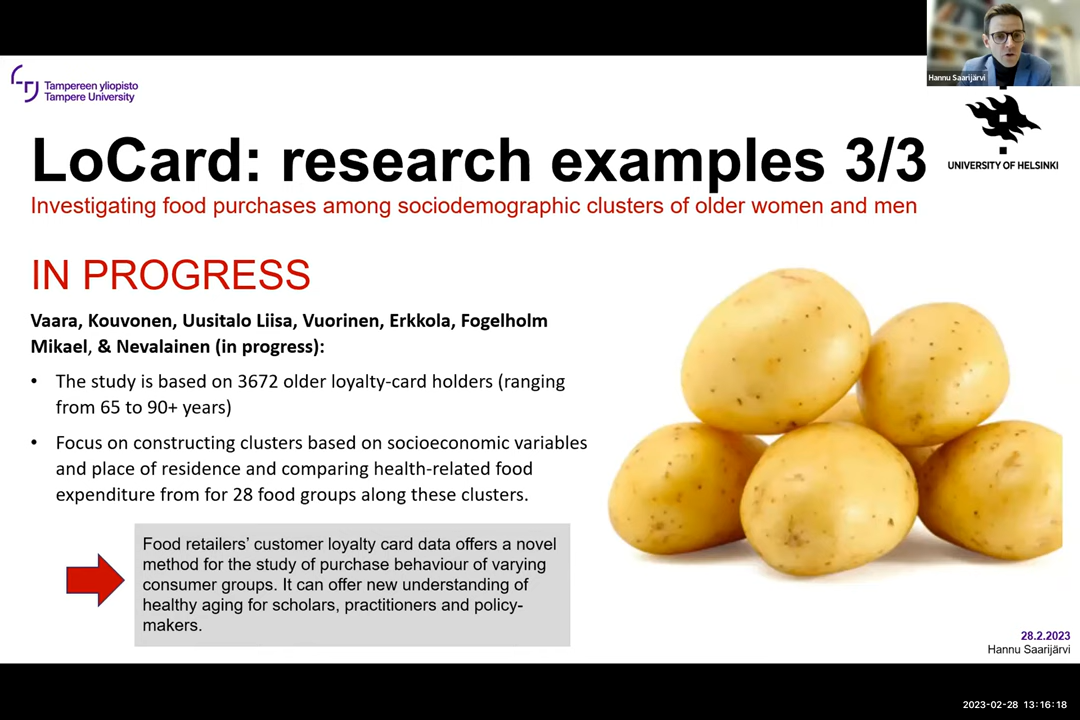 Hannu Saarijärvi
Tampereen yliopisto
Tampere University
UNIVERSITY OF HELSINKI
LoCard: research examples 3/3
Investigating food purchases among sociodemographic clusters of older women and men
IN PROGRESS
Vaara, Kouvonen, Uusitalo Liisa, Vuorinen, Erkkola, Fogelholm
Mikael, & Nevalainen (in progress):
• The study is based on 3672 older loyalty-card holders (ranging
from 65 to 90+ years)
• Focus on constructing clusters based on socioeconomic variables
and place of residence and comparing health-related food
expenditure from for 28 food groups along these clusters.
Food retailers’ customer loyalty card data offers a novel
method for the study of purchase behaviour of varying
consumer groups. It can offer new understanding of
healthy aging for scholars, practitioners and policy-
makers.
28.2.2023
Hannu Saarijärvi
2023-02-28 13:16:18